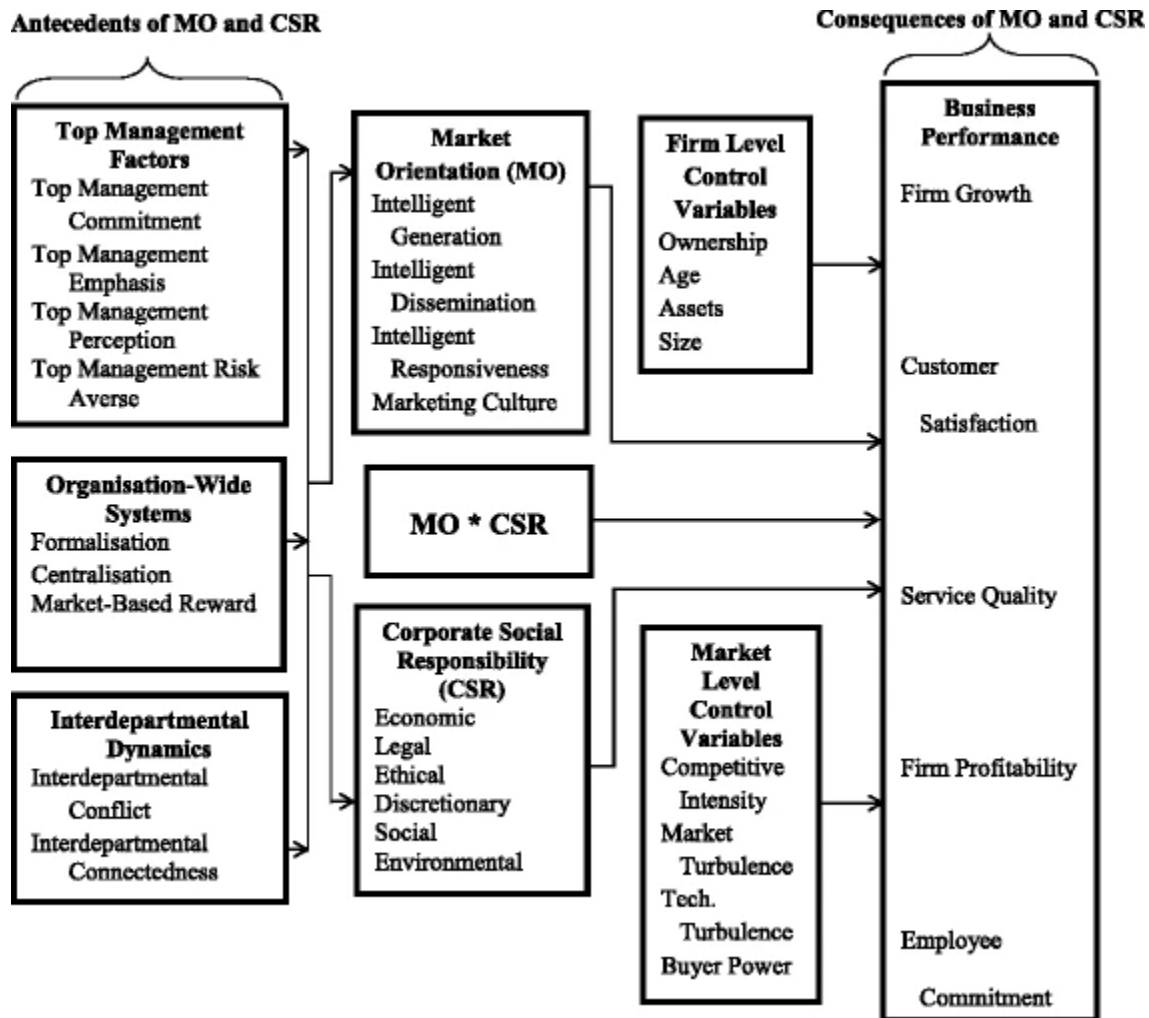 Antecedents of MO and CSR
Consequences of MO and CSR
Top Management
Factors
Top Management
Commitment
Top Management
Emphasis
Top Management
Perception
Top Management Risk
Averse
Organisation-Wide
Systems
Formalisation
Centralisation
Market-Based Reward
Interdepartmental
Dynamics
Interdepartmental
Conflict
Interdepartmental
Connectedness
Market
Orientation (MO)
Intelligent
Generation
Intelligent
Dissemination
Intelligent
Responsiveness
Marketing Culture
MO * CSR
Corporate Social
Responsibility
(CSR)
Economic
Legal
Ethical
Discretionary
Social
Environmental
Firm Level
Control
Variables
Ownership
Age
Assets
Size
Market
Level
Control
Variables
Competitive
Intensity
Market
Turbulence
Tech.
Turbulence
Buyer Power
Business
Performance
Firm Growth
Customer
Satisfaction
Service Quality
Firm Profitability
Employee
Commitment